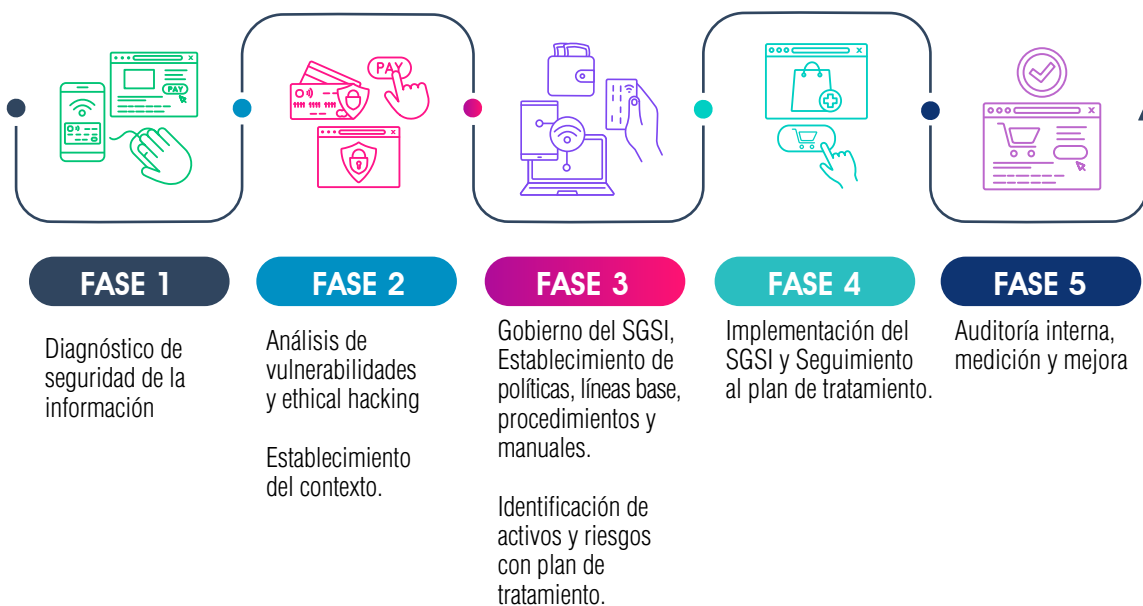 PAY
PAY
FASE 1
Diagnóstico de
seguridad de la
información
FASE 2
Análisis de
vulnerabilidades
y ethical hacking
Establecimiento
del contexto.
FASE 3
Gobierno del SGSI,
Establecimiento de
políticas, líneas base,
procedimientos y
manuales.
Identificación de
activos y riesgos
con plan de
tratamiento.
FASE 4
Implementación del
SGSI y Seguimiento
al plan de tratamiento.
FASE 5
Auditoría interna,
medición y mejora